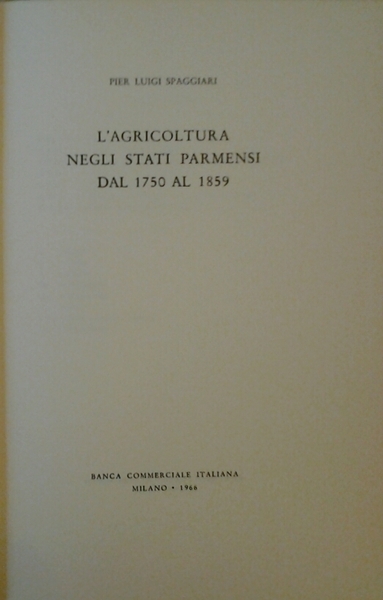 PIER LUIGI SPAGGIARI
L'AGRICOLTURA
NEGLI STATI PARMENSI
DAL 1750 AL 1859
BANCA COMMERCIALE ITALIANA
MILANO • 1966